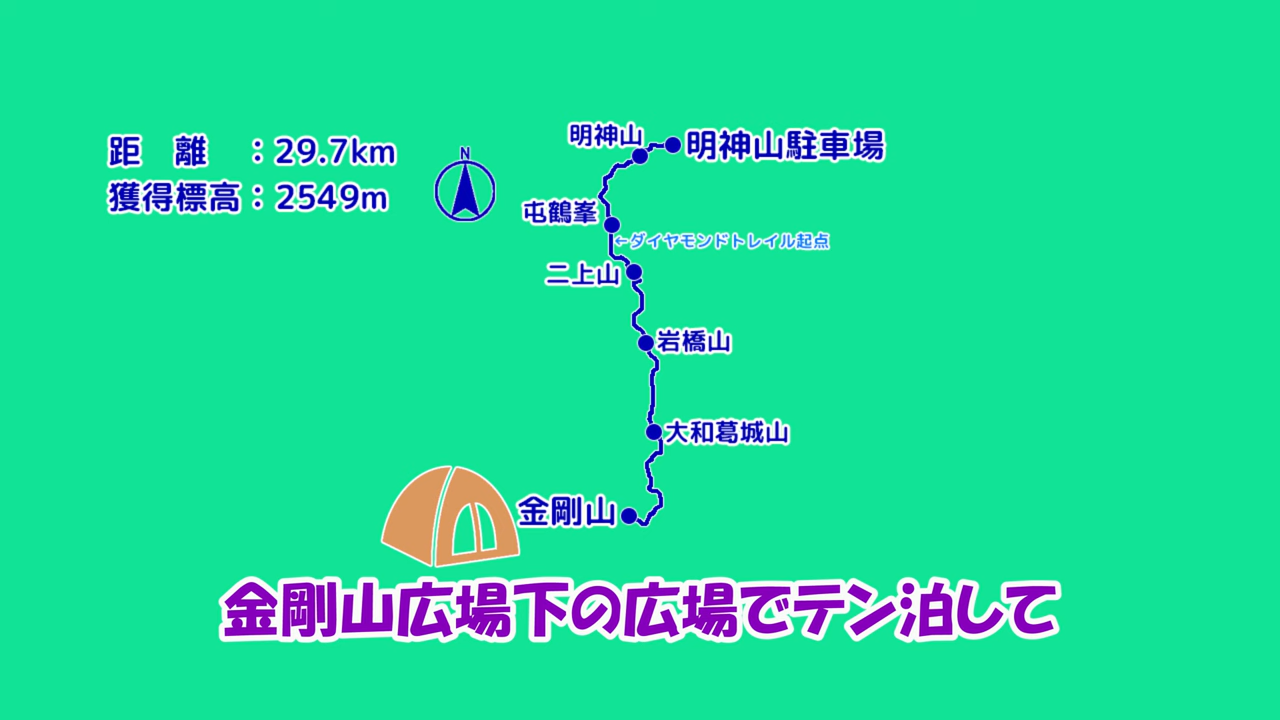 距　離　：29.7km
獲得標高：2549m
N
明神山
明神山駐車場
屯鶴峯
←ダイヤモンドトレイル起点
二上山
岩橋山
大和葛城山
金剛山
金剛山広場下の広場でテン泊して